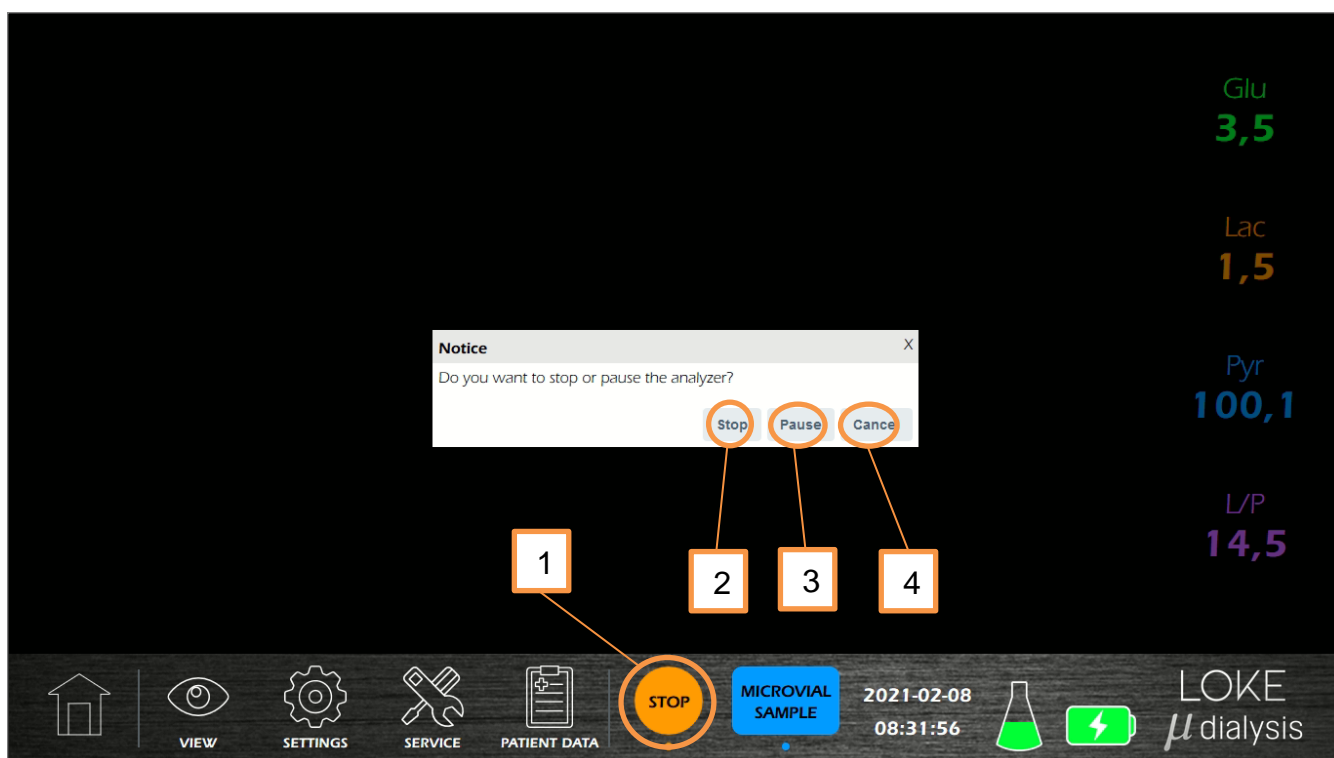 Glu
3,5
Lac
1,5
Pyr
100,1
L/P
14,5
Notice X
Do you want to stop or pause the analyzer?
Stop Pause Cancel
1
2
3
4
VIEW
SETTINGS
SERVICE
PATIENT DATA
STOP
MICROVIAL
SAMPLE
2021-02-08
08:31:56
LOKE
μ dialysis